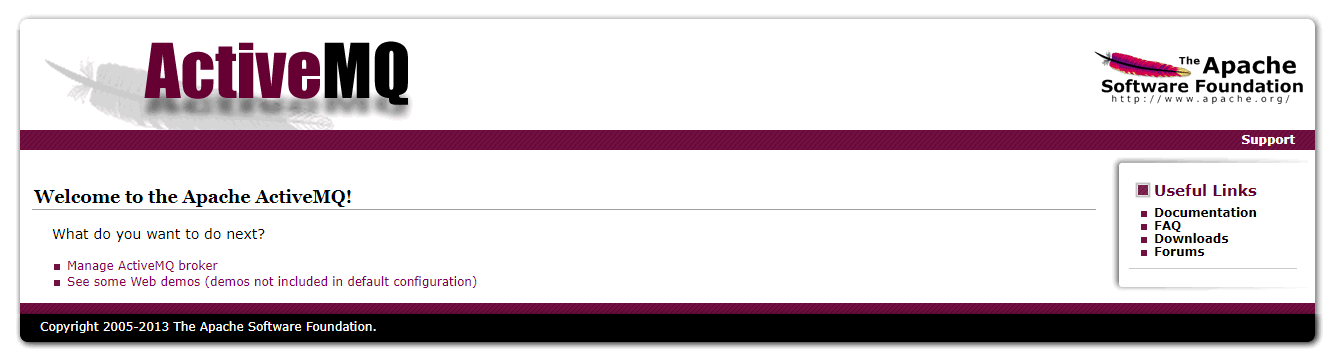 ActiveMQ
The Apache
Software Foundation
http://www.apache.org/
Support
Welcome to the Apache ActiveMQ!
What do you want to do next?
Manage ActiveMQ broker
See some Web demos (demos not included in default configuration)
Useful Links
Documentation
FAQ
Downloads
Forums
Copyright 2005-2013 The Apache Software Foundation.